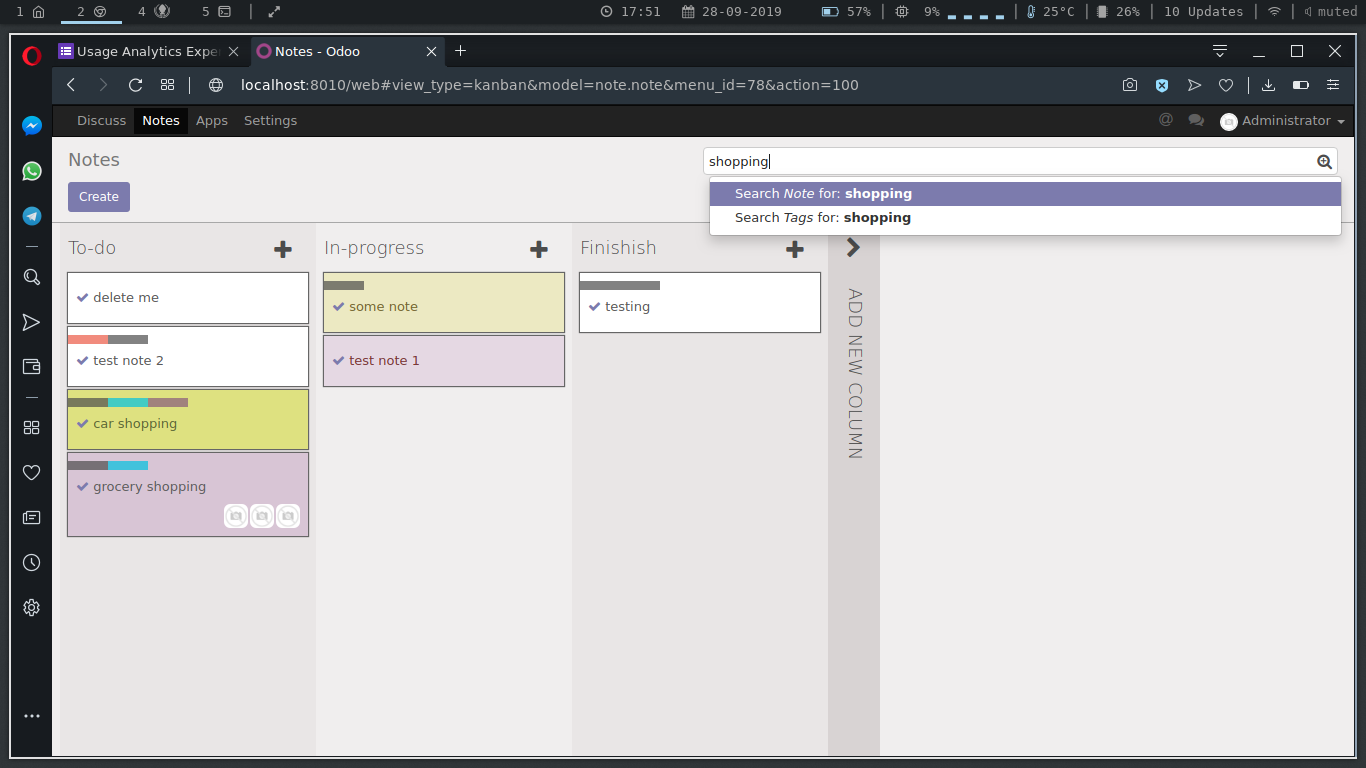 1 2 4 5 17:51 28-09-2019 57% 9% 25°C 26% 10 Updates muted
Usage Analytics Expe
Notes - Odoo
localhost:8010/web#view_type=kanban&model=note.note&menu_id=78&action=100
Discuss Notes Apps Settings @ Administrator
Notes
shopping
Create
Search Note for: shopping
Search Tags for: shopping
To-do
delete me
test note 2
car shopping
grocery shopping
In-progress
some note
test note 1
Finishish
testing
ADD NEW COLUMN